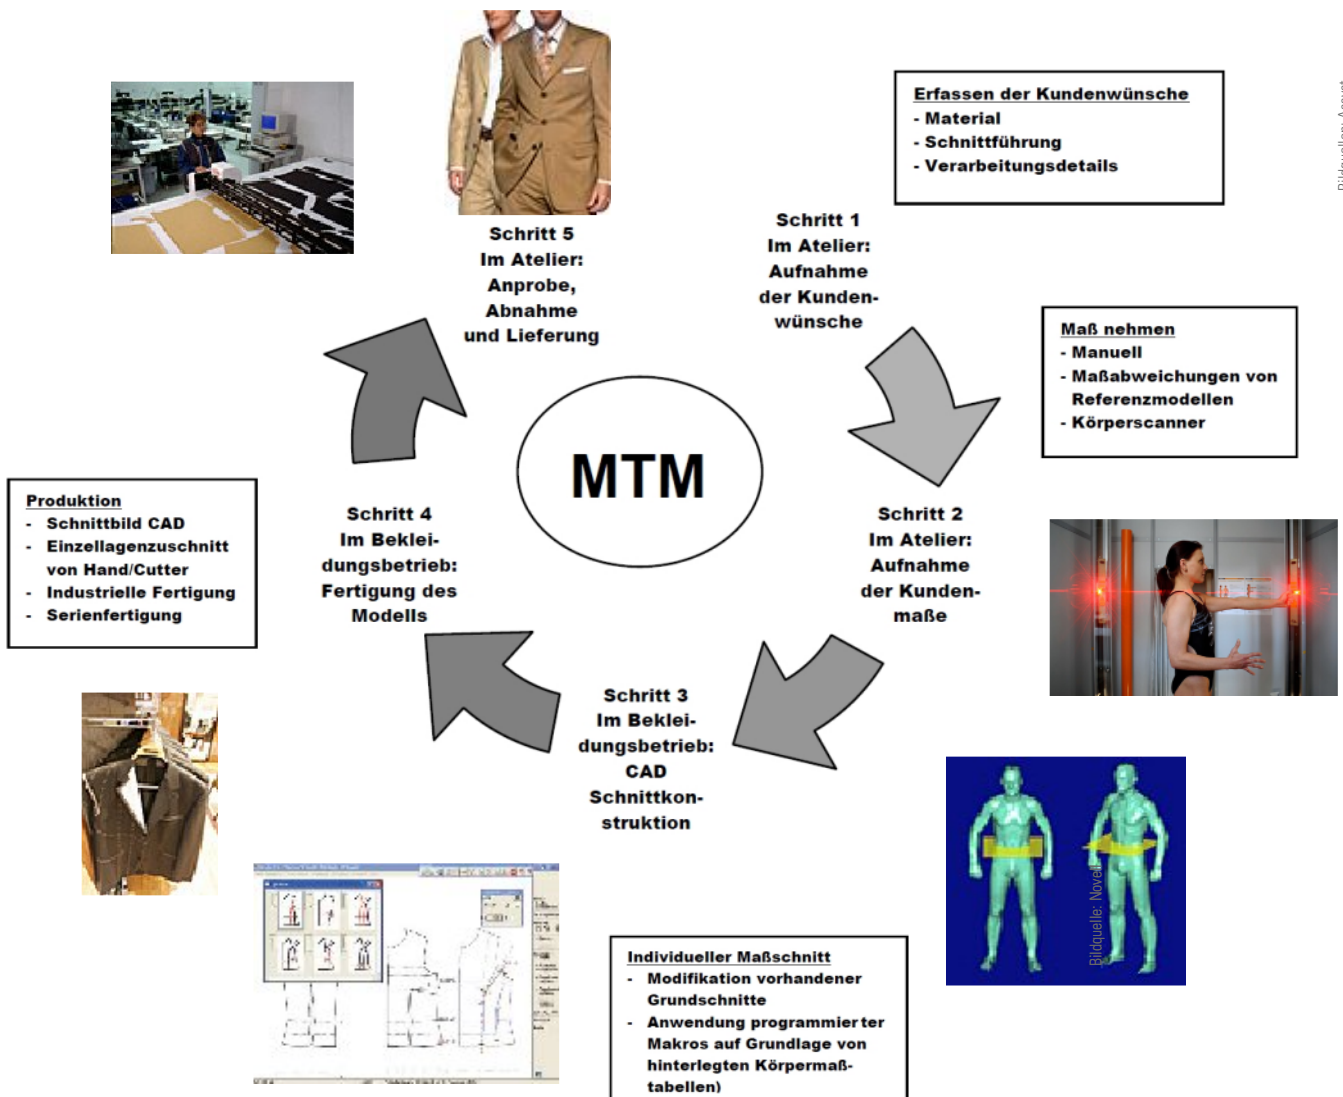 Erfassen der Kundenwünsche
- Material
- Schnittführung
- Verarbeitungsdetails
Schritt 1
Im Atelier:
Aufnahme
der Kunden-
wünsche
Maß nehmen
- Manuell
- Maßabweichungen von
Referenzmodellen
- Körperscanner
Schritt 2
Im Atelier:
Aufnahme
der Kunden-
maße
Schritt 3
Im Beklei-
dungsbetrieb:
CAD
Schnittkon-
struktion
Individueller Maßschnitt
- Modifikation vorhandener
Grundschnitte
- Anwendung programmier ter
Makros auf Grundlage von
hinterlegten Körpermaß-
tabellen)
Schritt 4
Im Beklei-
dungsbetrieb:
Fertigung des
Modells
Produktion
- Schnittbild CAD
- Einzellagenzuschnitt
von Hand/Cutter
- Industrielle Fertigung
- Serienfertigung
Schritt 5
Im Atelier:
Anprobe,
Abnahme
und Lieferung
MTM
Bildquelle: